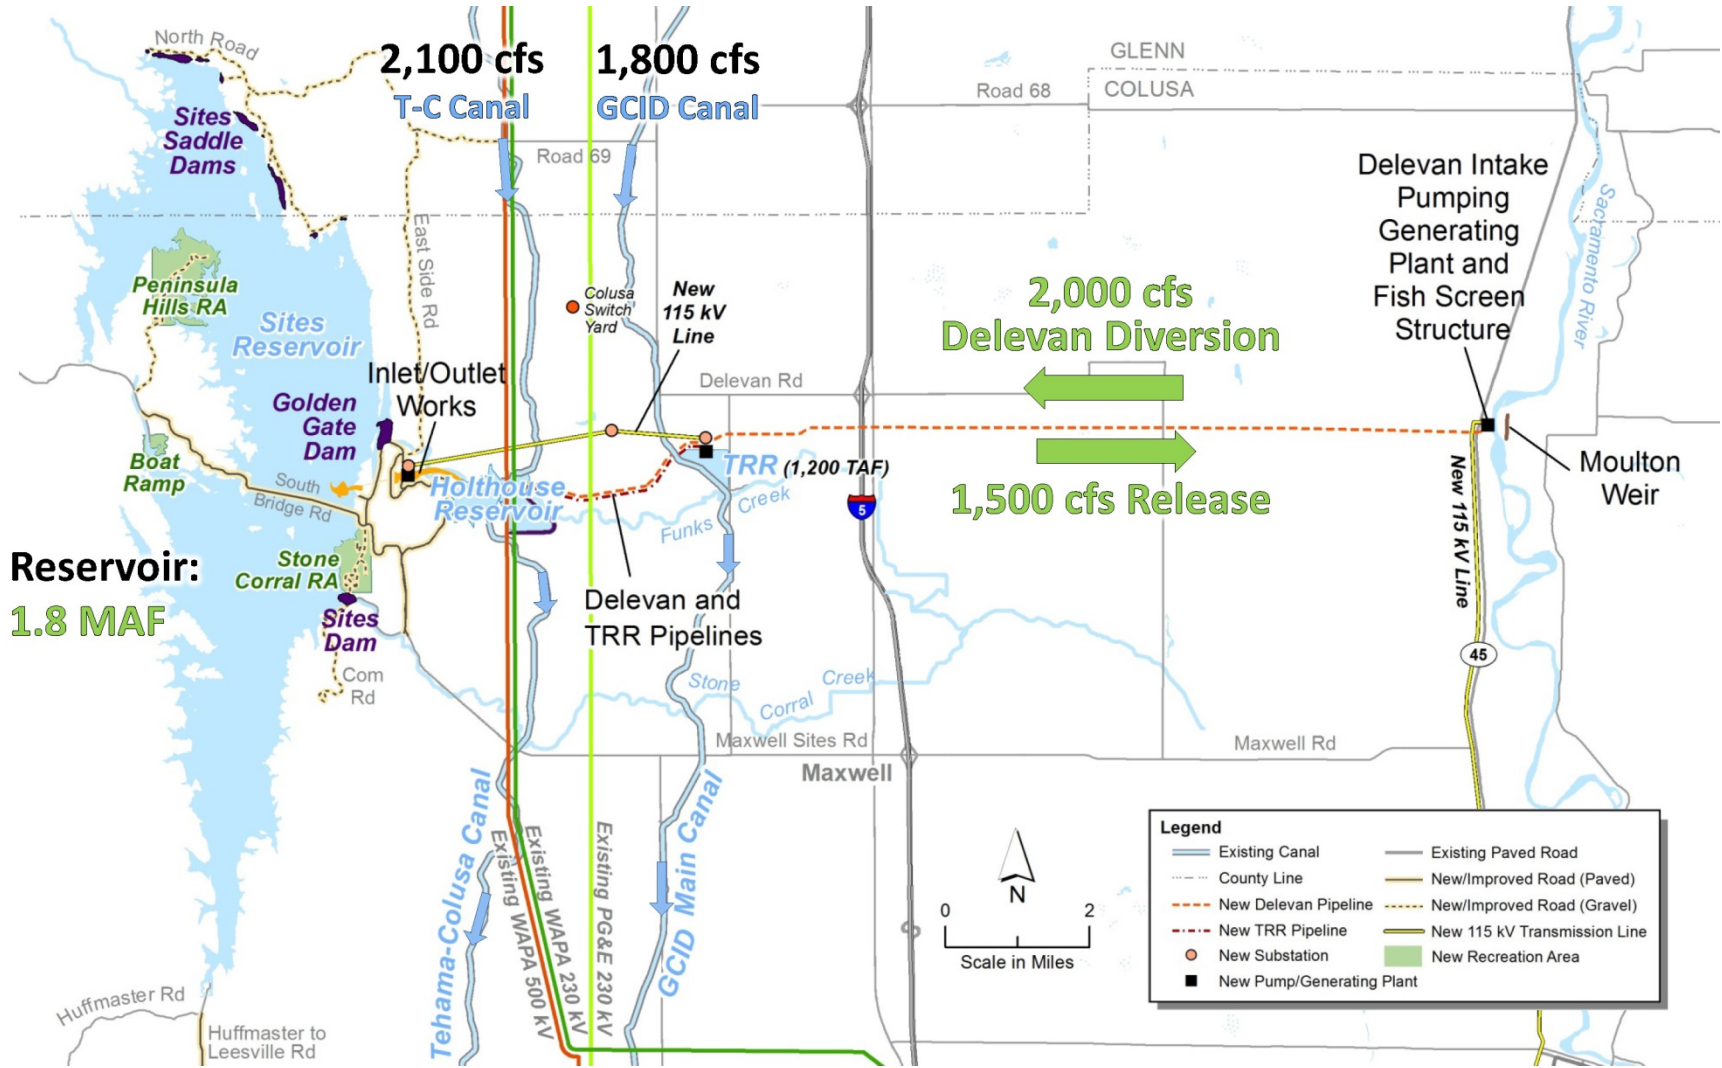 North Road
2,100 cfs
T-C Canal
1,800 cfs
GCID Canal
GLENN
COLUSA
Road 68
Sites
Saddle
Dams
Road 69
Delevan Intake
Pumping
Generating
Plant and
Fish Screen
Structure
Sacramento River
East Side Rd
Peninsula
Hills RA
Sites
Reservoir
Colusa
Switch
Yard
New
115 kV
Line
2,000 cfs
Delevan Diversion
Inlet/Outlet
Works
Delevan Rd
Golden
Gate
Dam
Boat
Ramp
South
Bridge Rd
Holthouse
Reservoir
TRR (1,200 TAF)
Funks Creek
5
1,500 cfs Release
Moulton
Weir
New 115 kV Line
Reservoir:
1.8 MAF
Stone
Corral RA
Sites
Dam
Delevan and
TRR Pipelines
Com
Rd
Stone Corral Creek
45
Maxwell Sites Rd
Maxwell Rd
Maxwell
Tehama-Colusa Canal
Existing WAPA 500 kV
Existing WAPA 230 kV
Existing PG&E 230 kV
GCID Main Canal
N
0 2
Scale in Miles
Huffmaster Rd
Huffmaster to
Leesville Rd
Legend
Existing Canal
County Line
New Delevan Pipeline
New TRR Pipeline
New Substation
New Pump/Generating Plant
Existing Paved Road
New/Improved Road (Paved)
New/Improved Road (Gravel)
New 115 kV Transmission Line
New Recreation Area